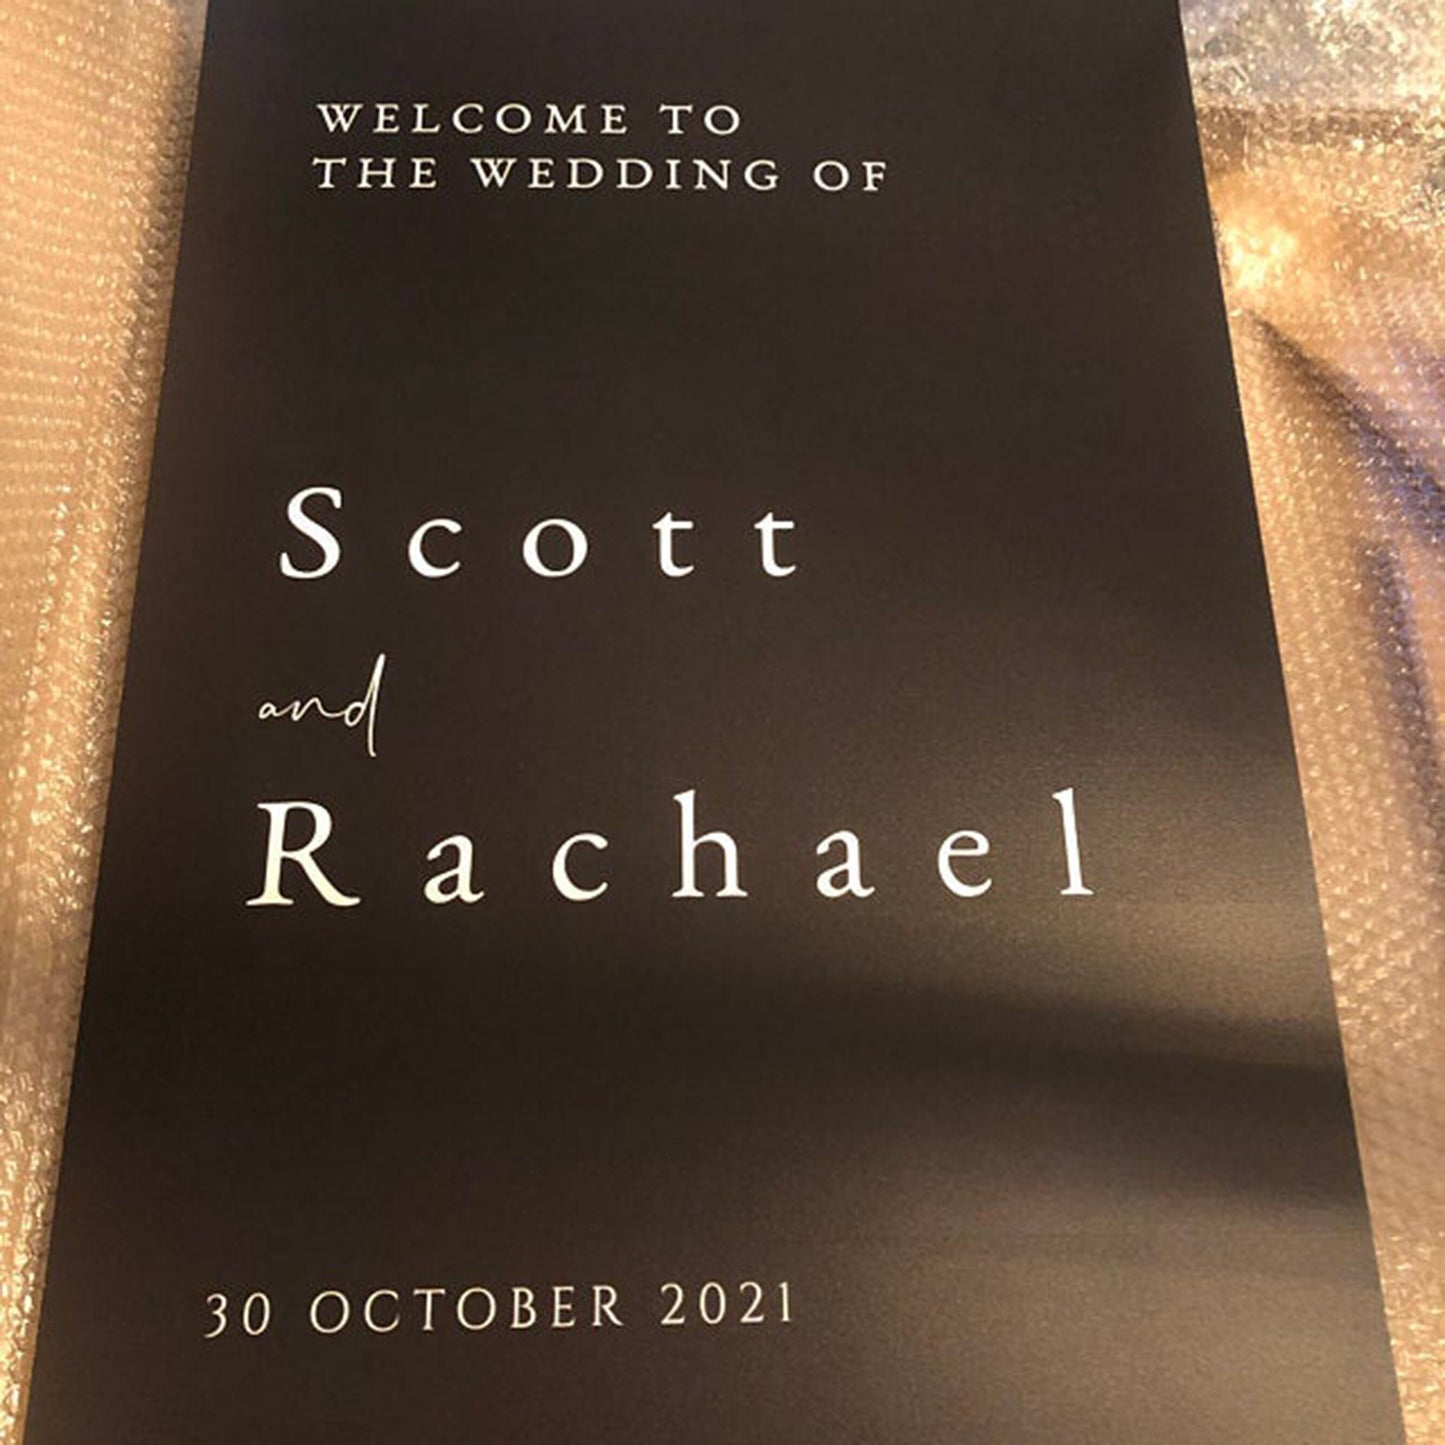 WELCOME TO
THE WEDDING OF
Scott
and
Rachael
30 OCTOBER 2021